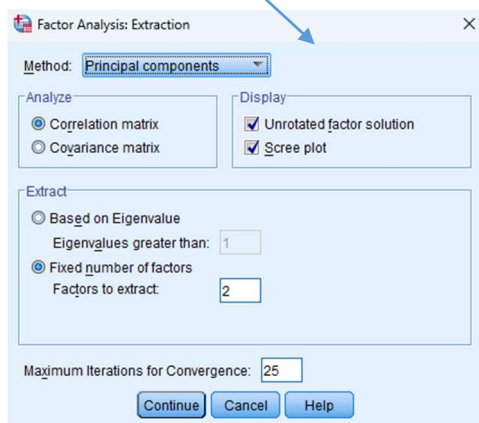 Factor Analysis: Extraction
Method: Principal components
Analyze
Correlation matrix
Covariance matrix
Display
Unrotated factor solution
Scree plot
Extract
Based on Eigenvalue
Eigenvalues greater than: 1
Fixed number of factors
Factors to extract: 2
Maximum Iterations for Convergence: 25
Continue Cancel Help